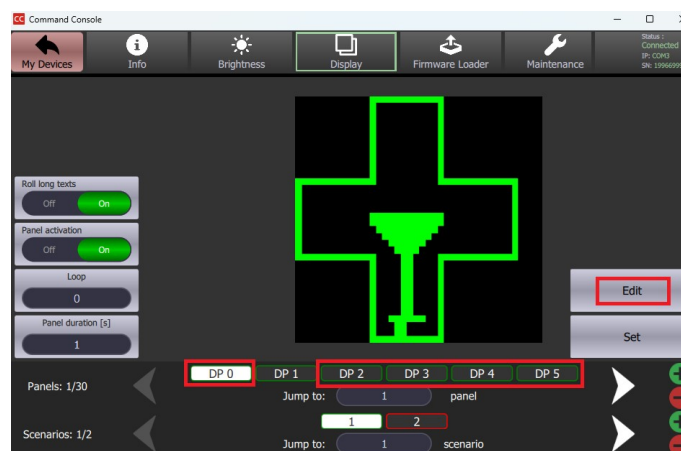 CC Command Console
My Devices
Info
Brightness
Display
Firmware Loader
Maintenance
Status :
Connected
IP: COM3
SN: 1996699
Roll long texts
Off On
Panel activation
Off On
Loop
0
Panel duration [s]
1
Edit
Set
Panels: 1/30
DP 0 DP 1 DP 2 DP 3 DP 4 DP 5
Jump to: 1 panel
Scenarios: 1/2
1 2
Jump to: 1 scenario